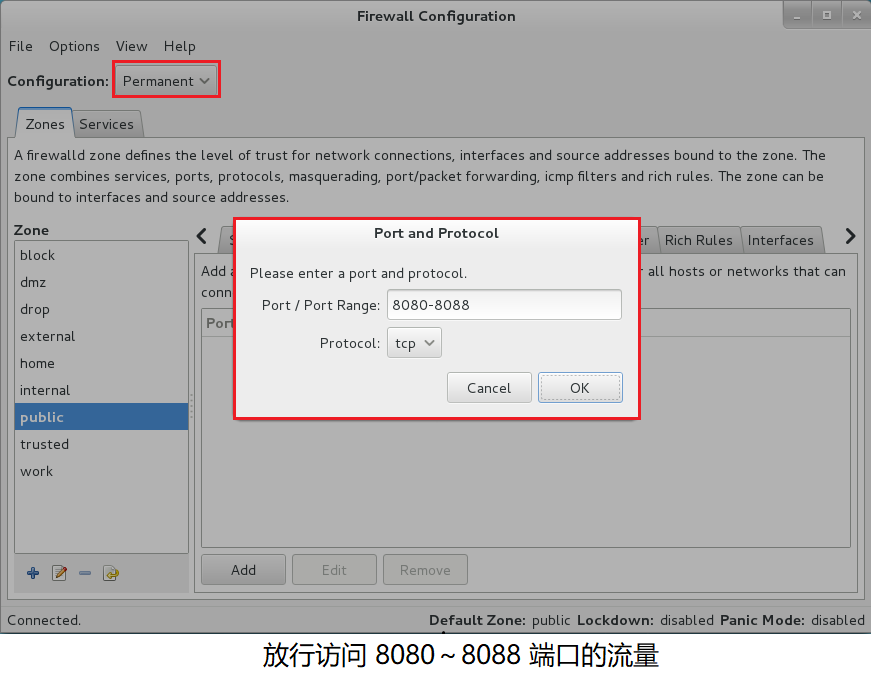 Firewall Configuration
File Options View Help
Configuration: Permanent
Zones Services
A firewalld zone defines the level of trust for network connections, interfaces and source addresses bound to the zone. The
zone combines services, ports, protocols, masquerading, port/packet forwarding, icmp filters and rich rules. The zone can be
bound to interfaces and source addresses.
Zone
block
dmz
drop
external
home
internal
public
trusted
work
S er Rich Rules Interfaces
Add a r all hosts or networks that can
conn
Port
Port and Protocol
Please enter a port and protocol.
Port / Port Range: 8080-8088
Protocol: tcp
Cancel OK
Add Edit Remove
Connected. Default Zone: public Lockdown: disabled Panic Mode: disabled
放行访问 8080～8088 端口的流量